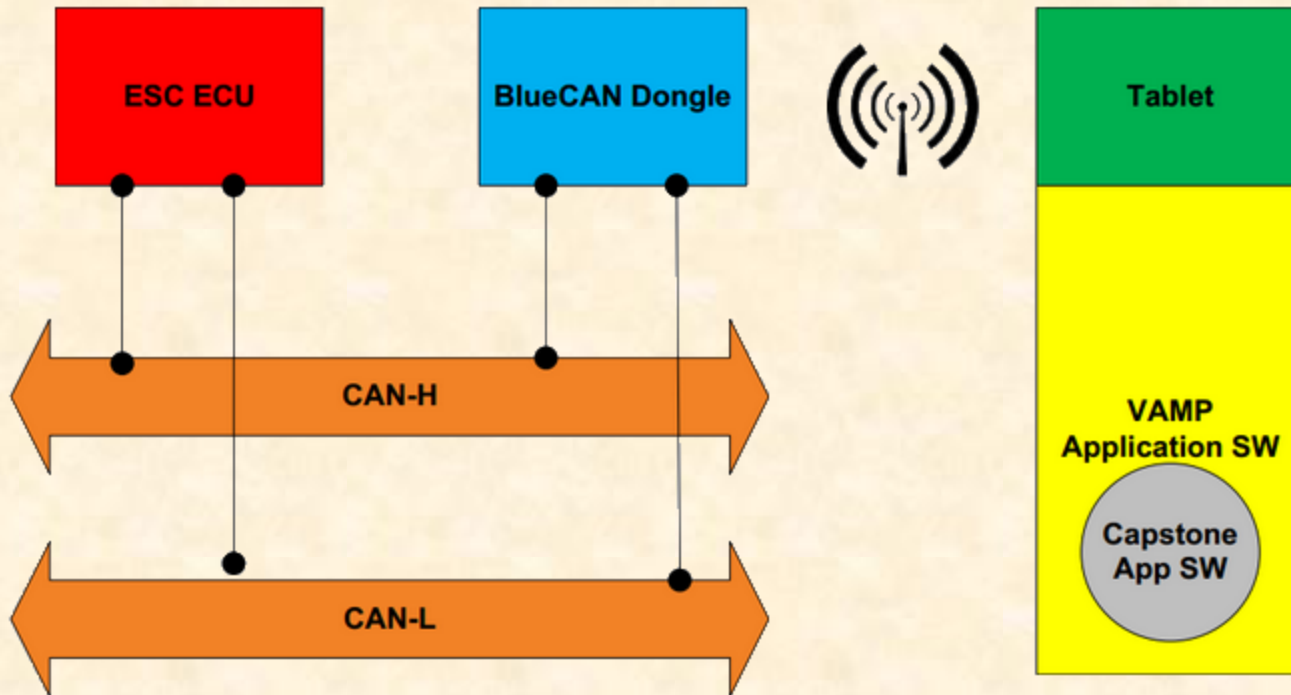 ESC ECU
BlueCAN Dongle
Tablet
CAN-H
VAMP
Application SW
Capstone
App SW
CAN-L